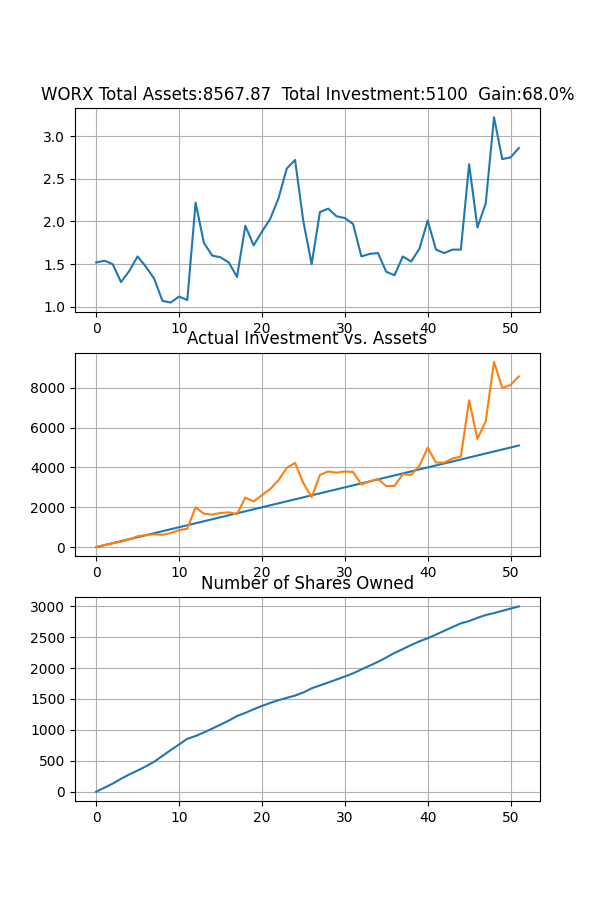 WORX Total Assets:8567.87  Total Investment:5100  Gain:68.0%
3.0
2.5
2.0
1.5
1.0
0 10 20 30 40 50
Actual Investment vs. Assets
8000
6000
4000
2000
0
0 10 20 30 40 50
Number of Shares Owned
3000
2500
2000
1500
1000
500
0
0 10 20 30 40 50